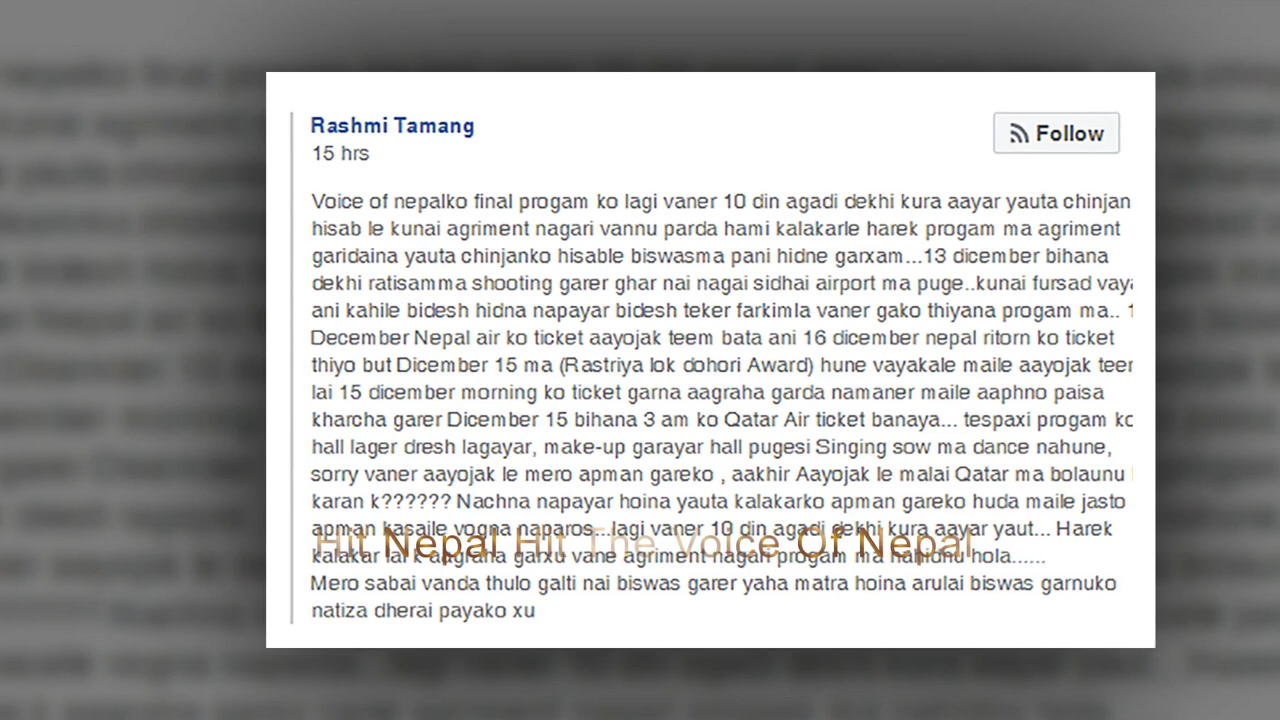 Rashmi Tamang
Follow
15 hrs
Voice of nepalko final progam ko lagi vaner 10 din agadi dekhi kura aayar yauta chinjan
hisab le kunai agriment nagari vannu parda hami kalakarle harek progam ma agriment
garidaina yauta chinjanko hisable biswasma pani hidne garxam...13 dicember bihana
dekhi ratisamma shooting garer ghar nai nagai sidhai airport ma puge..kunai fursad vaya
ani kahile bidesh hidna napayar bidesh teker farkimla vaner gako thiyana progam ma.. 1
December Nepal air ko ticket aayojak teem bata ani 16 dicember nepal ritorn ko ticket
thiyo but Dicember 15 ma (Rastriya lok dohori Award) hune vayakale maile aayojak teer
lai 15 dicember morning ko ticket garna aagraha garda namaner maile aaphno paisa
kharcha garer Dicember 15 bihana 3 am ko Qatar Air ticket banaya... tespaxi progam ko
hall lager dresh lagayar, make-up garayar hall pugesi Singing sow ma dance nahune,
sorry vaner aayojak le mero apman gareko , aakhir Aayojak le malai Qatar ma bolaunu
karan k?????? Nachna napayar hoina yauta kalakarko apman gareko huda maile jasto
apman kasaile vogna naparos...lagi vaner 10 din agadi dekhi kura aayar yaut... Harek
Hit Nepal Hit The Voice Of Nepal
kalakar lai k aagraha garxu vane agriment nagari progam ma nahidnu hola......
Mero sabai vanda thulo galti nai biswas garer yaha matra hoina arulai biswas garnuko
natiza dherai payako xu